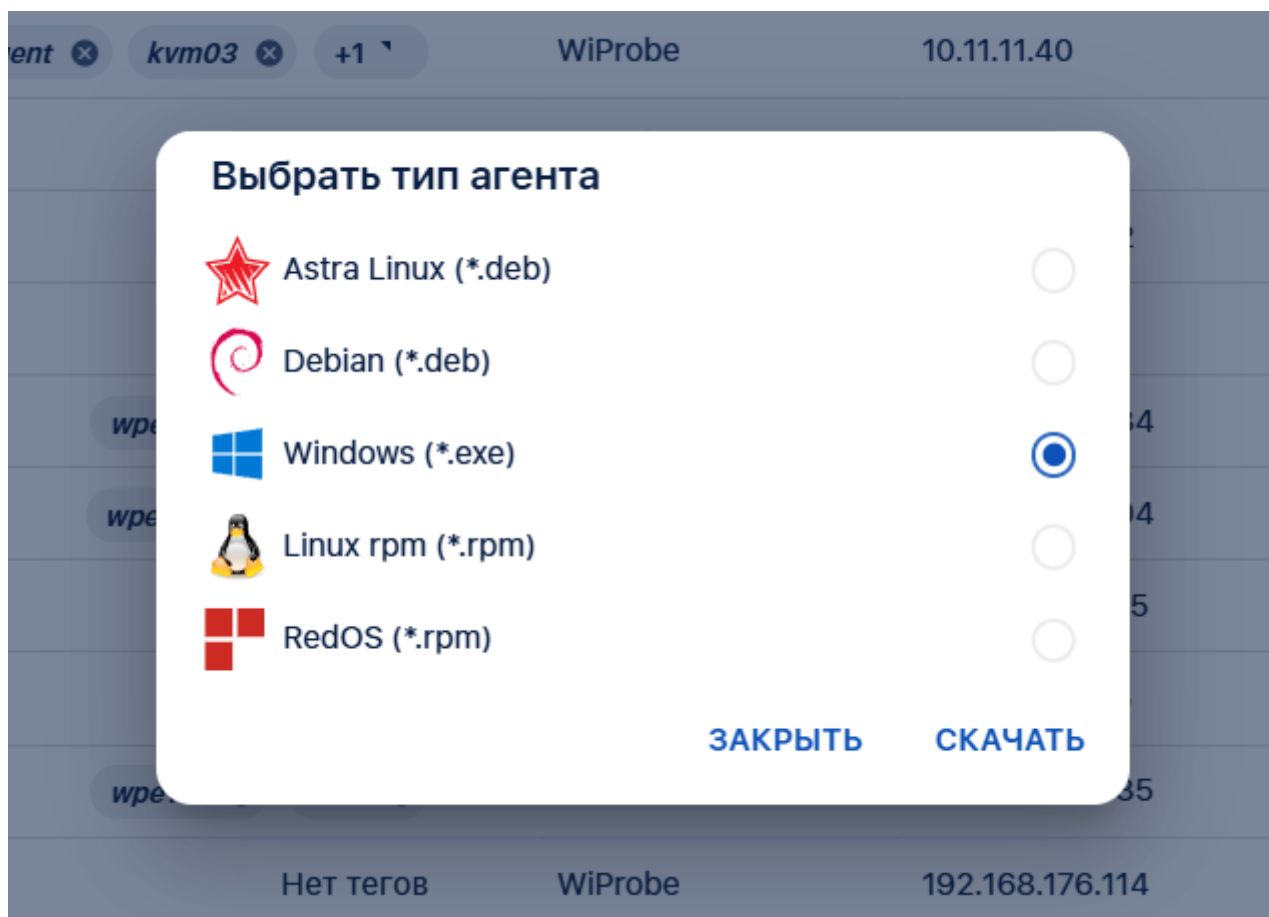 kvm03 +1 WiProbe 10.11.11.40
Выбрать тип агента
Astra Linux (*.deb)
Debian (*.deb)
Windows (*.exe)
Linux rpm (*.rpm)
RedOS (*.rpm)
ЗАКРЫТЬ СКАЧАТЬ
Нет тегов WiProbe 192.168.176.114